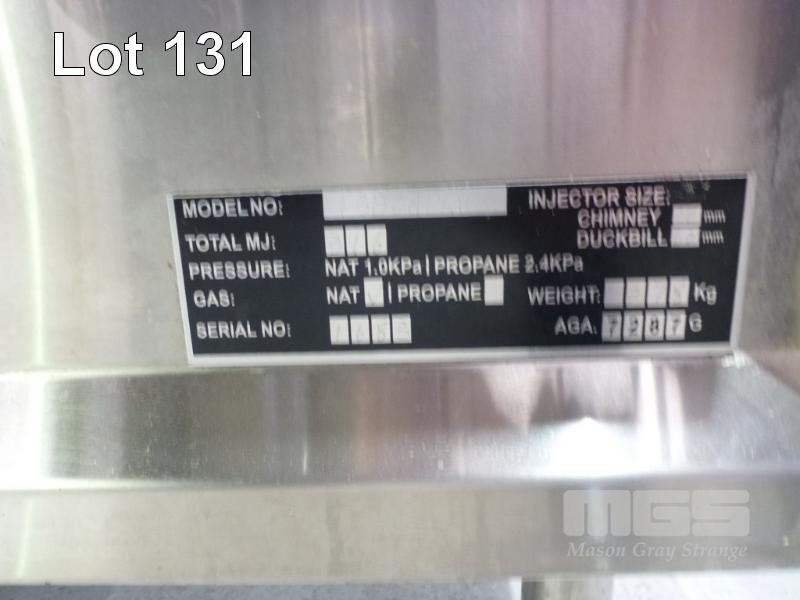 Lot 131
MODEL NO:
INJECTOR SIZE:
CHIMNEY mm
DUCKBILL mm
TOTAL MJ:
PRESSURE: NAT 1.0KPa | PROPANE 2.4KPa
GAS: NAT | PROPANE
WEIGHT: Kg
SERIAL NO:
AGA. 7287 G
MGS
Mason Gray Strange